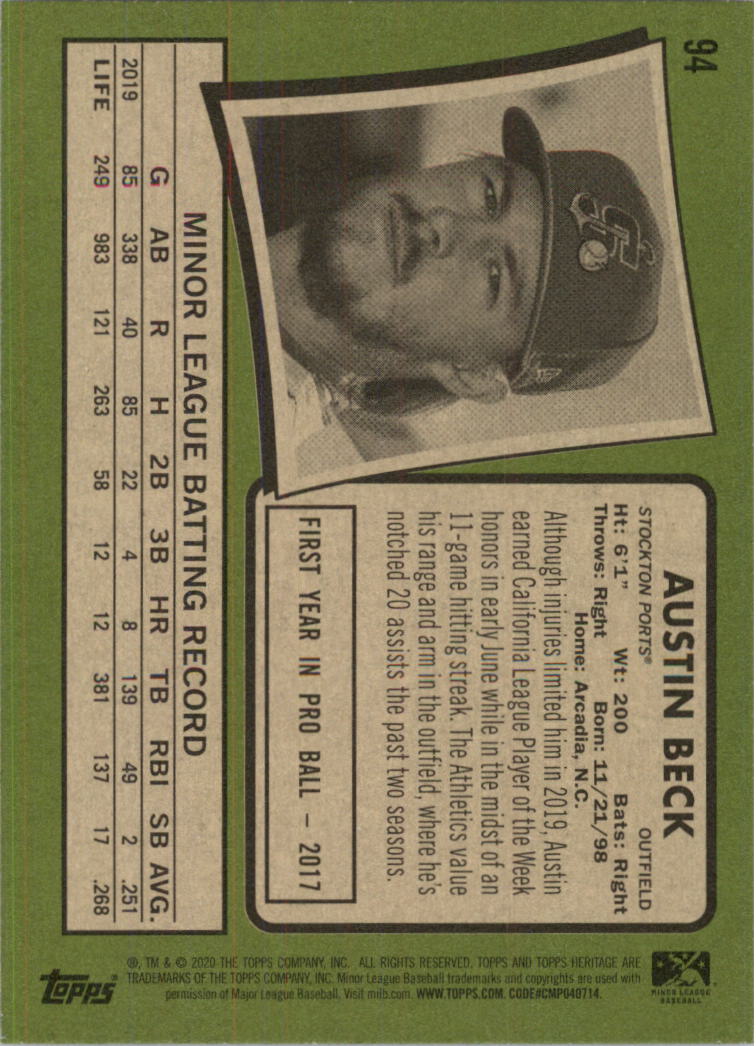 94
AUSTIN BECK
STOCKTON PORTS® OUTFIELD
Ht: 6'1" Wt: 200 Bats: Right
Throws: Right Born: 11/21/98
Home: Arcadia, N.C.
Although injuries limited him in 2019, Austin
earned California League Player of the Week
honors in early June while in the midst of an
11-game hitting streak. The Athletics value
his range and arm in the outfield, where he's
notched 20 assists the past two seasons.
FIRST YEAR IN PRO BALL – 2017
MINOR LEAGUE BATTING RECORD
G AB R H 2B 3B HR TB RBI SB AVG.
2019 85 338 40 85 22 4 8 139 49 2 .251
LIFE 249 983 121 263 58 12 12 381 137 17 .268
®, TM & © 2020 THE TOPPS COMPANY, INC. ALL RIGHTS RESERVED. TOPPS AND TOPPS HERITAGE ARE
TRADEMARKS OF THE TOPPS COMPANY, INC. Minor League Baseball trademarks and copyrights are used with
permission of Major League Baseball. Visit milb.com. WWW.TOPPS.COM. CODE#CMP040714.
MINOR LEAGUE
BASEBALL
topps®